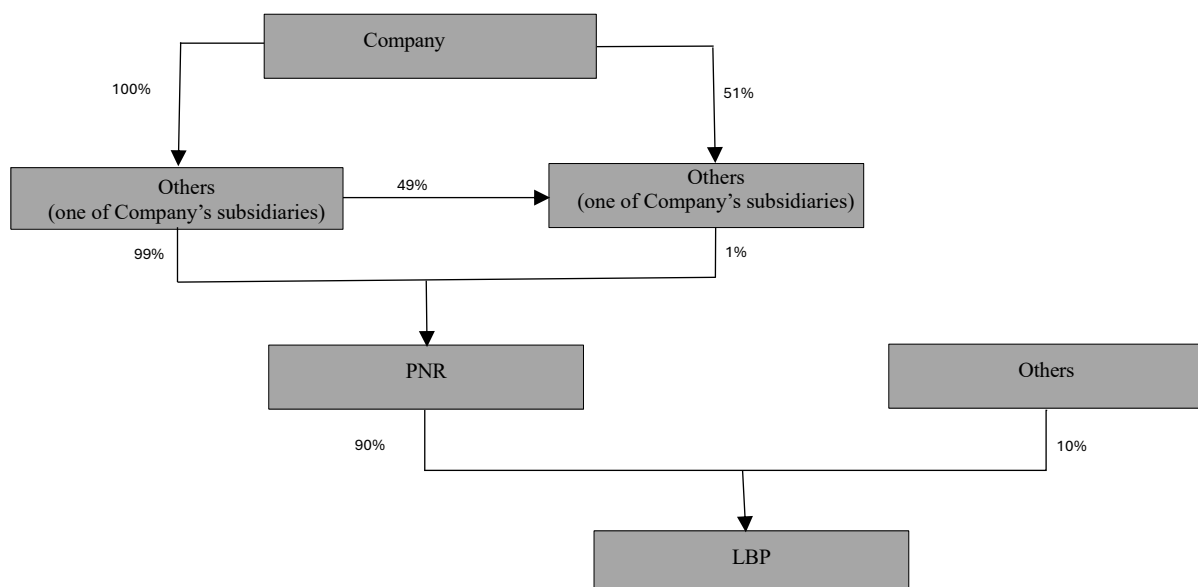 Company
100%
51%
Others
(one of Company’s subsidiaries)
49%
Others
(one of Company’s subsidiaries)
99%
1%
PNR
Others
90%
10%
LBP